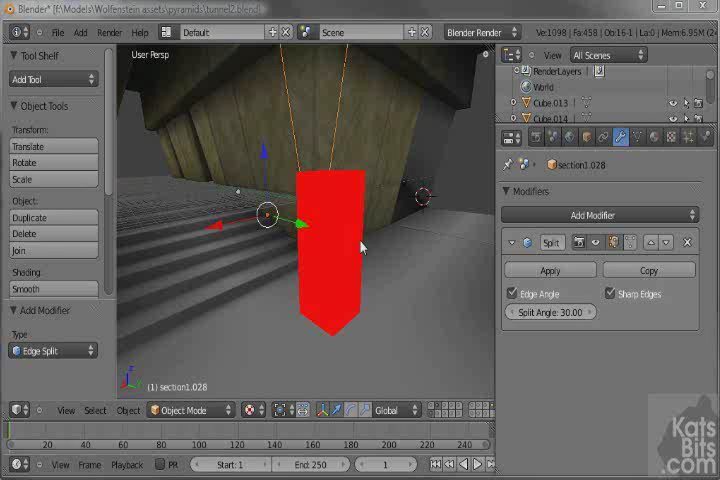 Blender* [E:\Models\Wolfenstein assets\pyramids\tunnel2.blend]
File Add Render Help Default Scene Blender Render Ve:1098 | Fa:458 | Ob:16-1 | La:0 | Mem:6.95M
Tool Shelf
Add Tool
Object Tools
Transform:
Translate
Rotate
Scale
Object:
Duplicate
Delete
Join
Shading:
Smooth
Add Modifier
Type
Edge Split
User Persp
z
(1) section1.028
View Select Object Object Mode Global
20 40 60 80 100 120 140 160 180 200 220 240
View Frame Playback PR Start: 1 End: 250 1
View All Scenes
RenderLayers
World
Cube.013
Cube.014
section1.028
Modifiers
Add Modifier
Split
Apply Copy
Edge Angle Sharp Edges
Split Angle: 30.00
Kats
Bits
.com